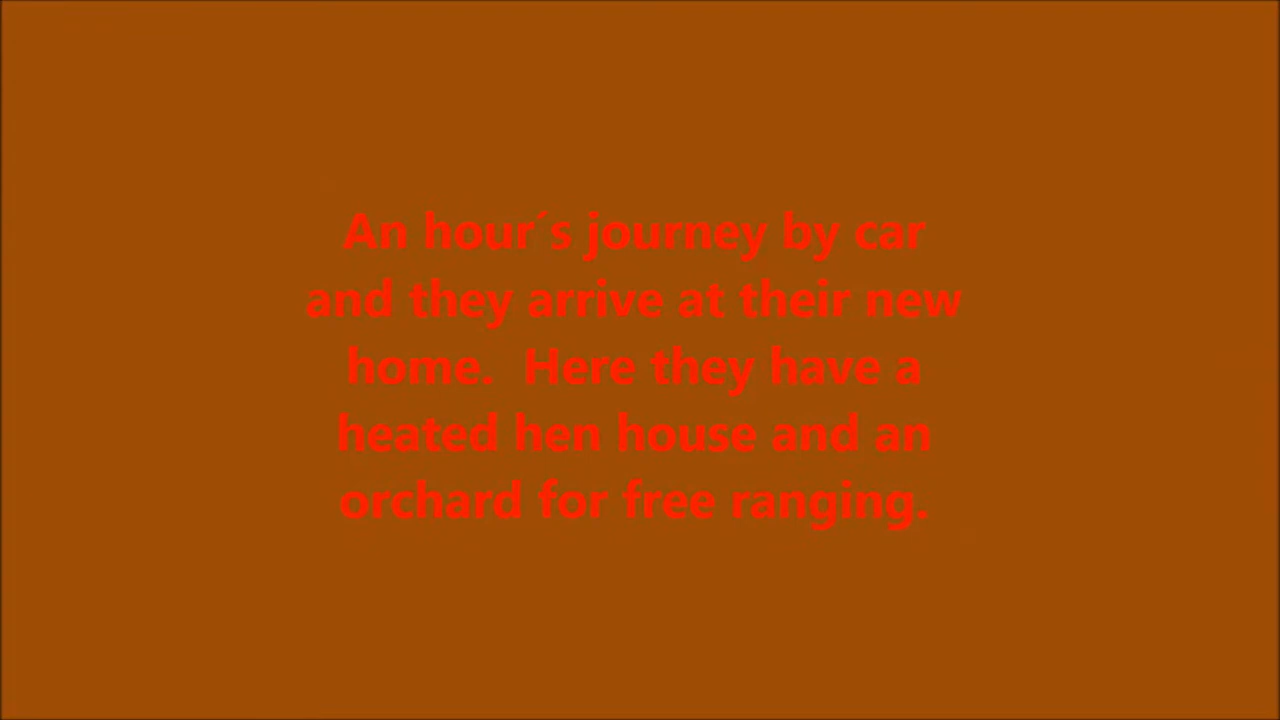 An hour´s journey by car
and they arrive at their new
home.  Here they have a
heated hen house and an
orchard for free ranging.